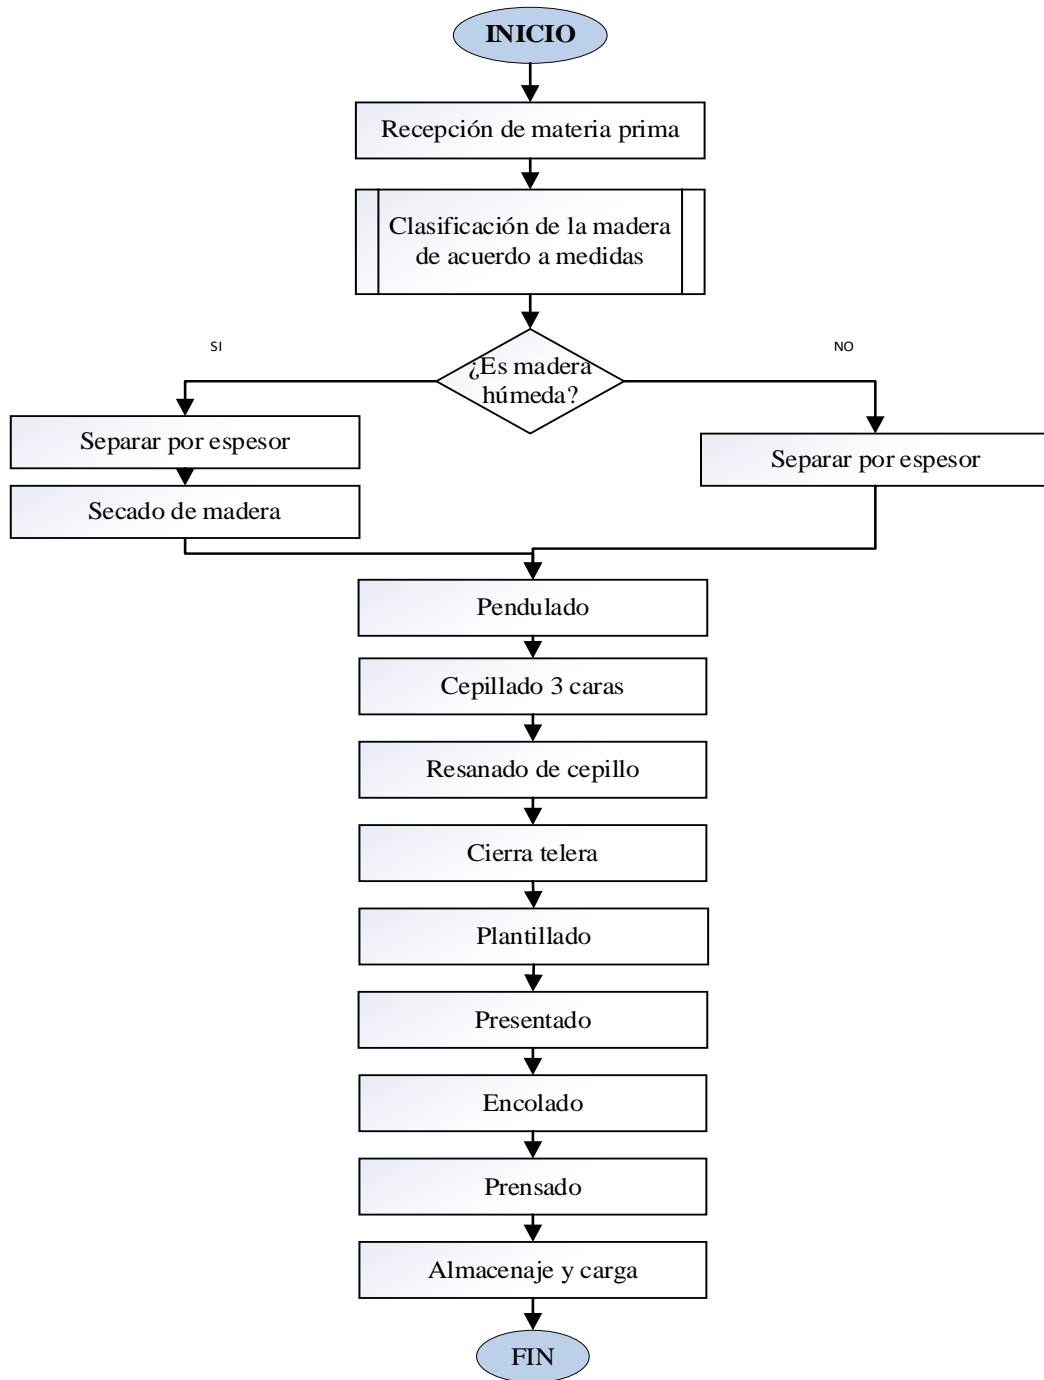 INICIO
Recepción de materia prima
Clasificación de la madera
de acuerdo a medidas
¿Es madera
húmeda?
SI
NO
Separar por espesor
Secado de madera
Separar por espesor
Pendulado
Cepillado 3 caras
Resanado de cepillo
Cierra telera
Plantillado
Presentado
Encolado
Prensado
Almacenaje y carga
FIN